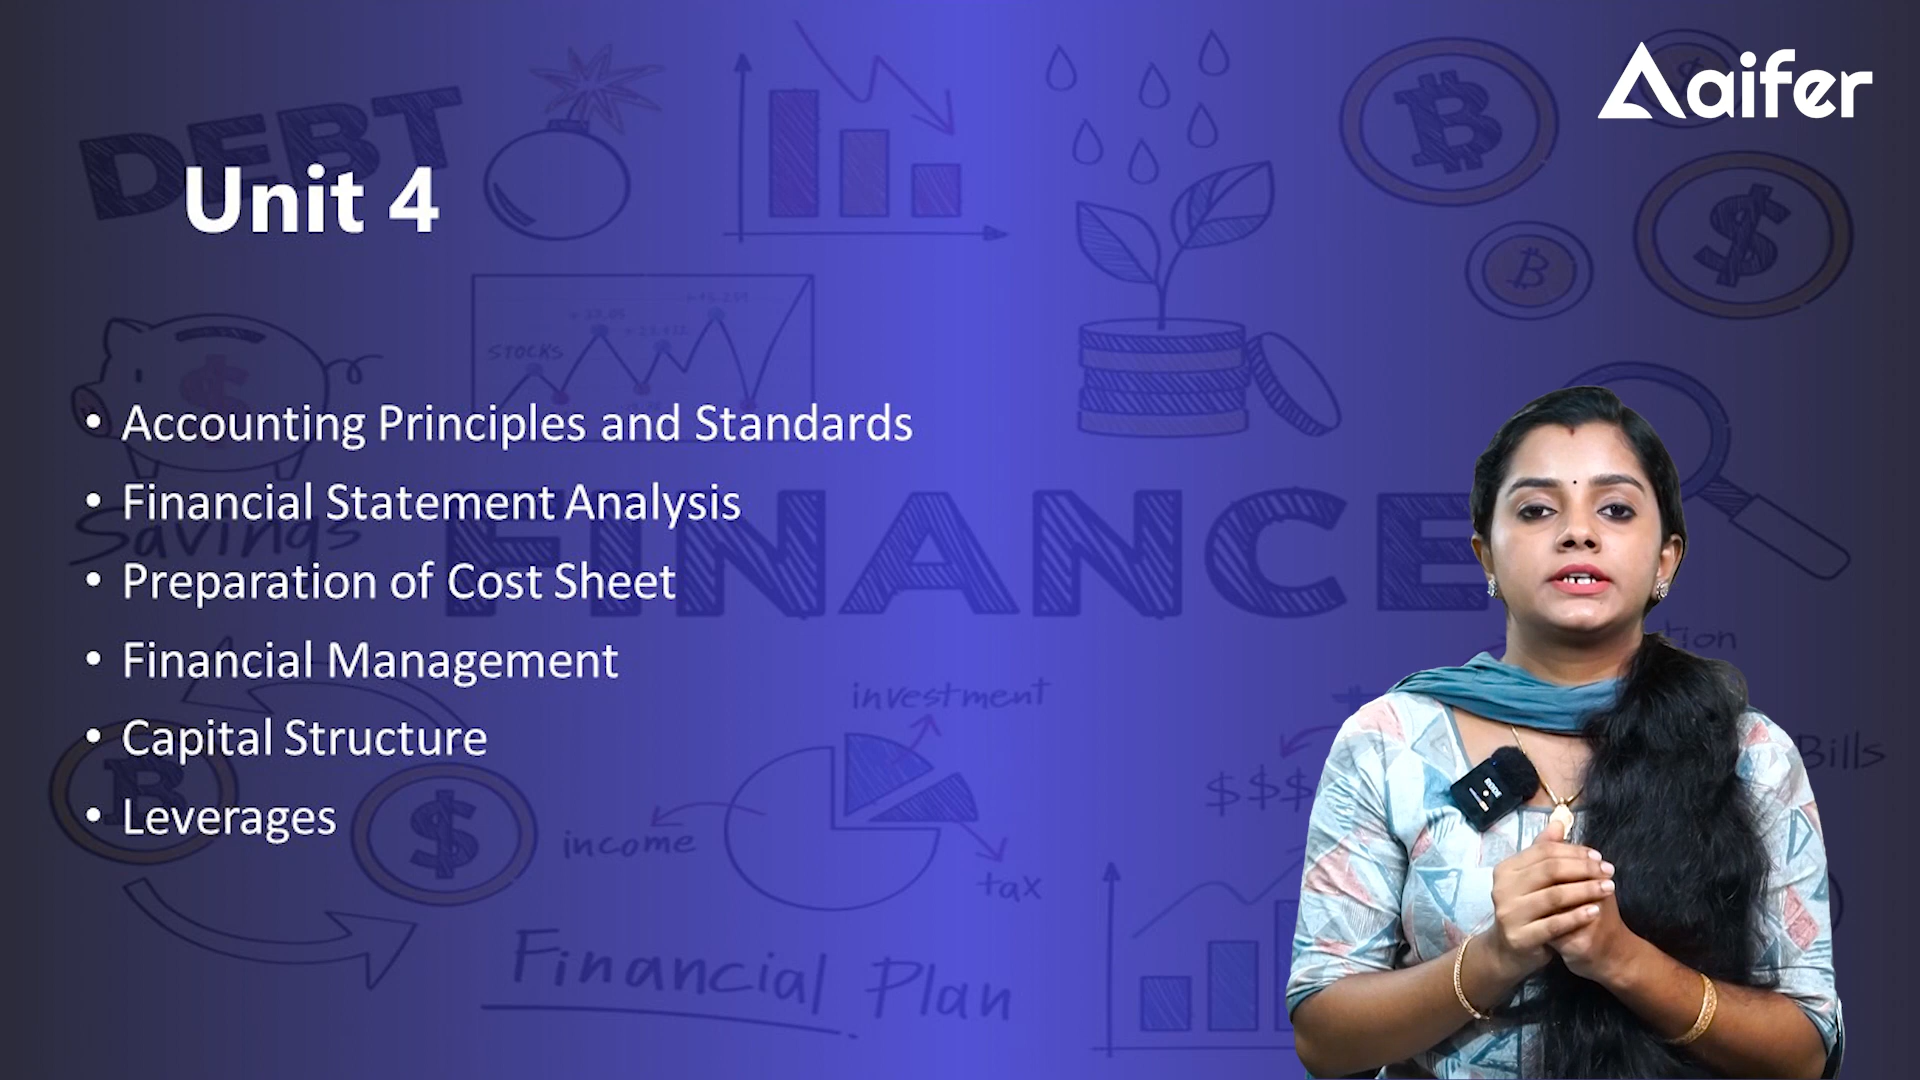 Aaifer
DEBT
Unit 4
STOCKS
Accounting Principles and Standards
Financial Statement Analysis
Savings
FINANCE
Preparation of Cost Sheet
Financial Management
investment
Capital Structure
Bills
$$$
Leverages
income
tax
Financial Plan